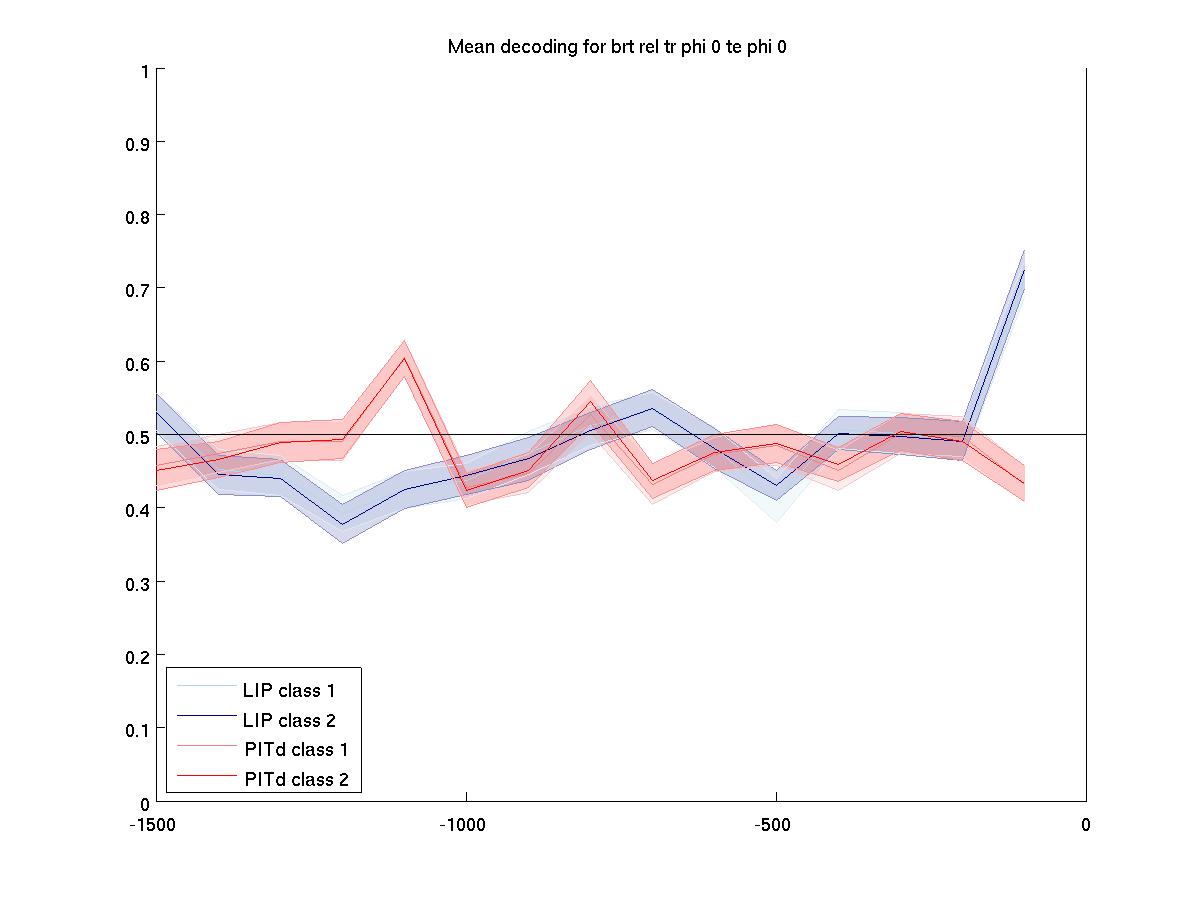 Mean decoding for brt rel tr phi 0 te phi 0
1
0.9
0.8
0.7
0.6
0.5
0.4
0.3
0.2
0.1
0
LIP class 1
LIP class 2
PITd class 1
PITd class 2
-1500 -1000 -500 0